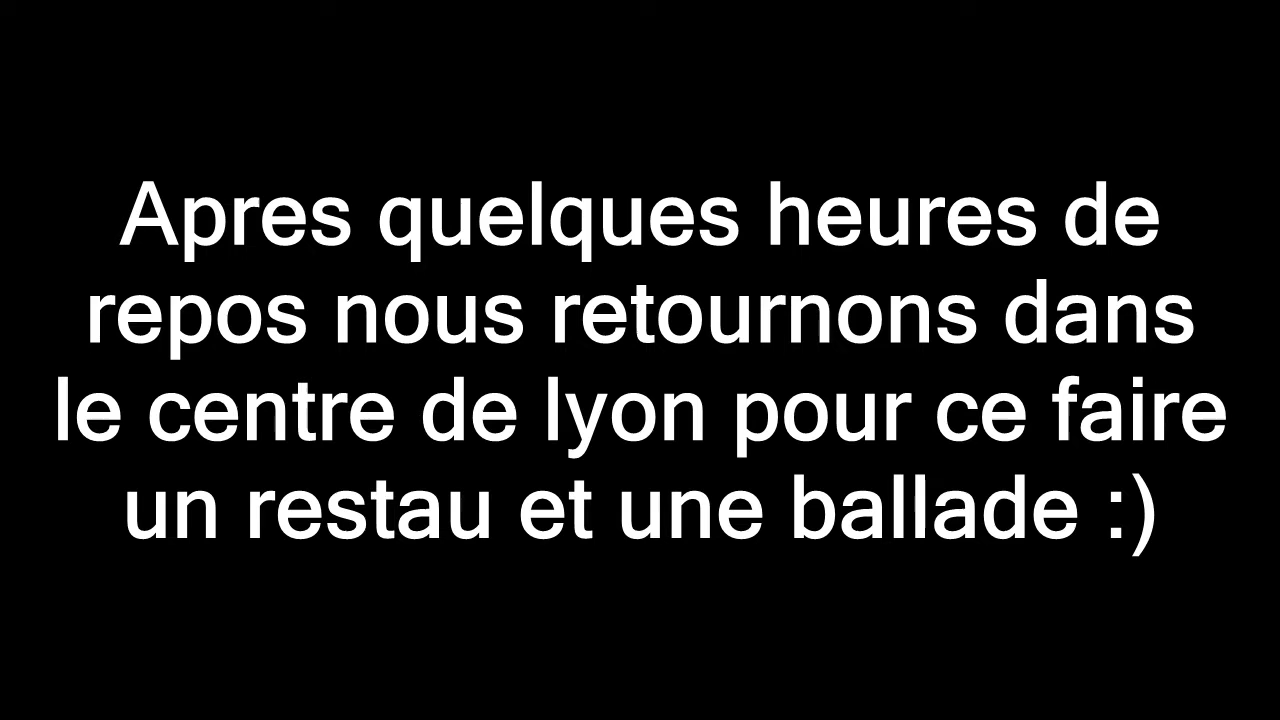 Apres quelques heures de
repos nous retournons dans
le centre de lyon pour ce faire
un restau et une ballade :)